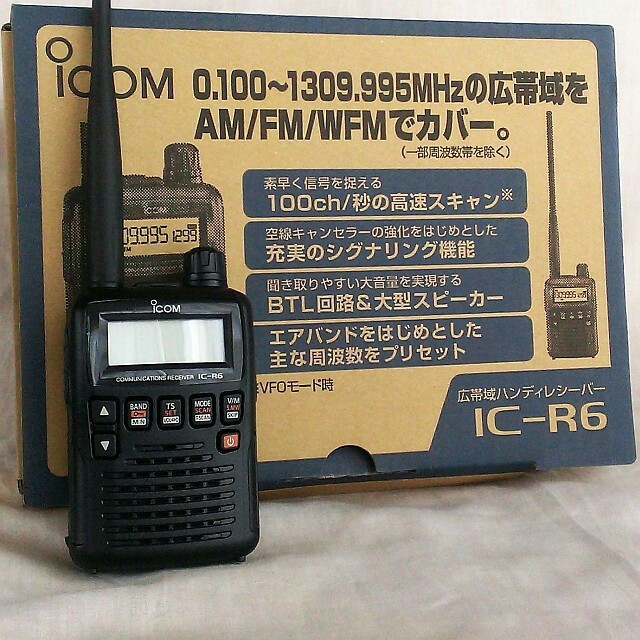 iCOM
0.100~1309.995MHzの広帯域を
AM/FM/WFMでカバー。
(一部周波数帯を除く)
素早く信号を捉える
100ch/秒の高速スキャン※
空線キャンセラーの強化をはじめとした
充実のシグナリング機能
聞き取りやすい大音量を実現する
BTL回路&大型スピーカー
エアバンドをはじめとした
主な周波数をプリセット
※VFOモード時
広帯域ハンディレシーバー
IC-R6
iCOM
COMMUNICATIONS RECEIVER IC-R6
BAND TS MODE V/M
SET SCAN S.MW